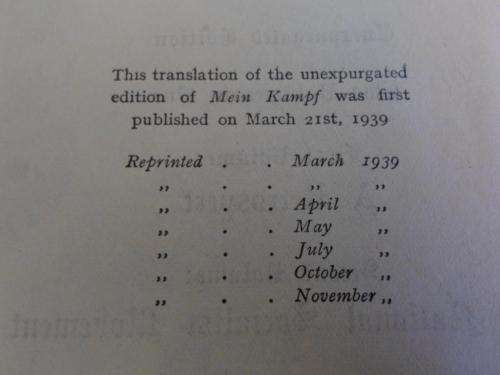 This translation of the unexpurgated
edition of Mein Kampf was first
published on March 21st, 1939
Reprinted . . March 1939
„ . . „ „
„ . . April „
„ . . May „
„ . . July „
„ . . October „
„ . . November „